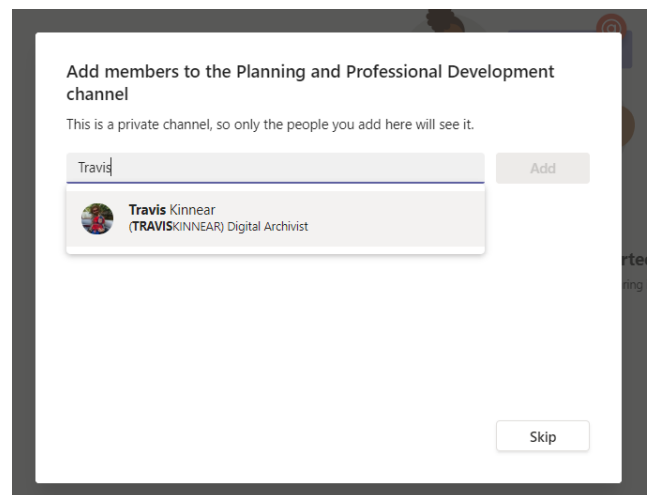 Add members to the Planning and Professional Development
channel
This is a private channel, so only the people you add here will see it.
Travis
Add
Travis Kinnear
(TRAVISKINNEAR) Digital Archivist
Skip